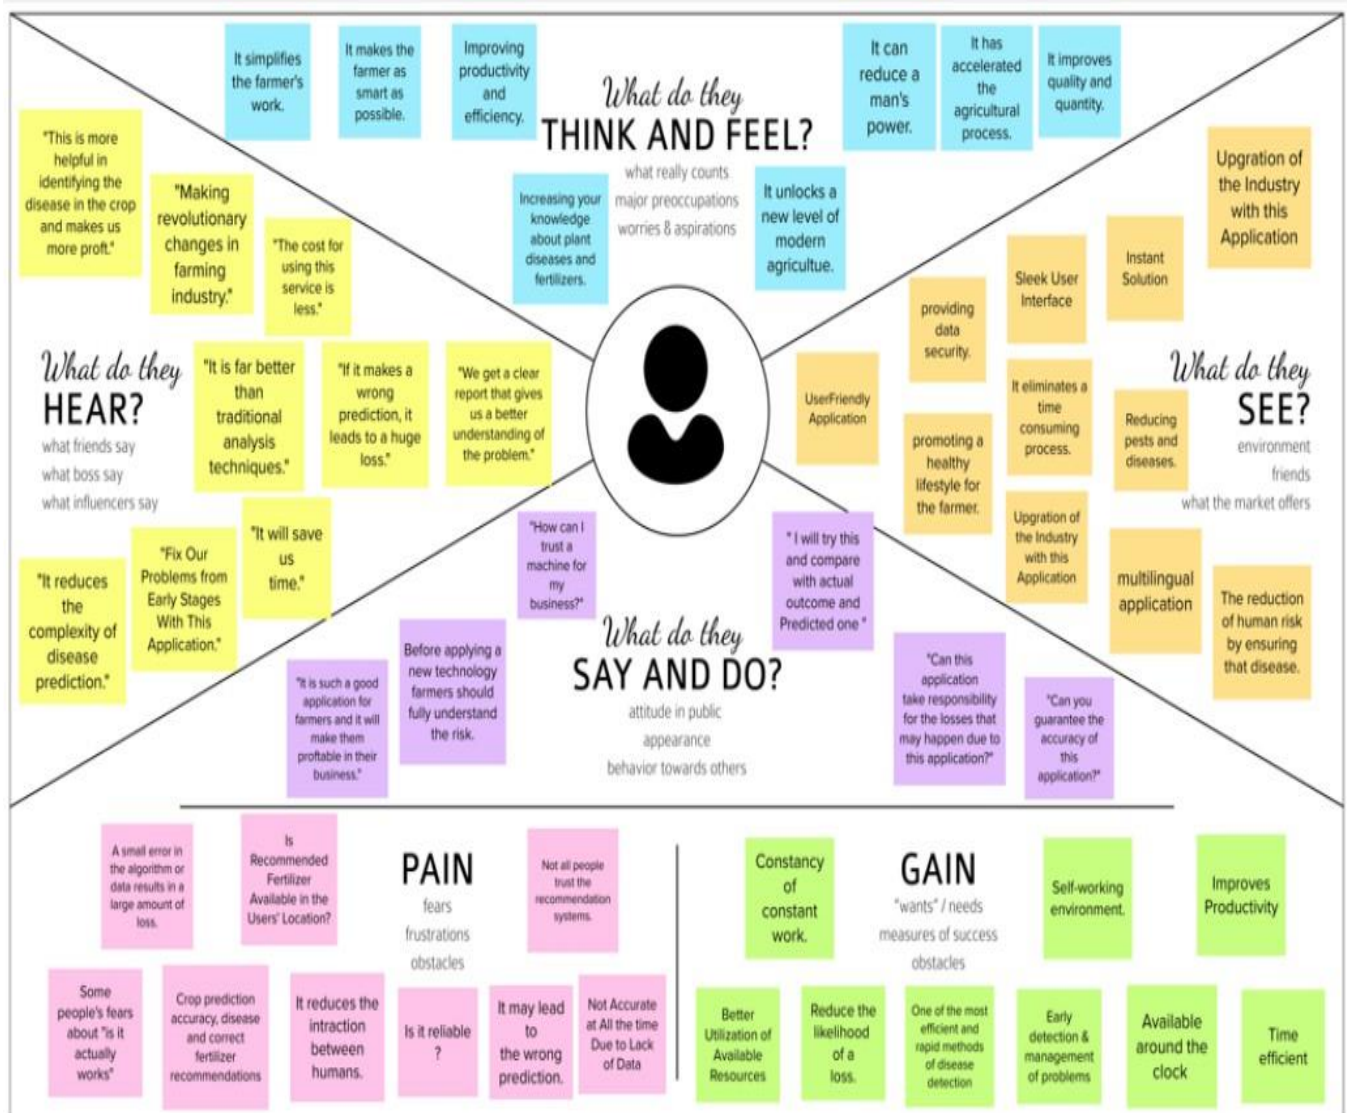 It simplifies
the farmer's
work.
It makes the
farmer as
smart as
possible.
Improving
productivity
and
efficiency.
What do they
THINK AND FEEL?
what really counts
major preoccupations
worries & aspirations
Increasing your
knowledge
about plant
diseases and
fertilizers.
It unlocks a
new level of
modern
agricultue.
It can
reduce a
man's
power.
It has
accelerated
the
agricultural
process.
It improves
quality and
quantity.
"This is more
helpful in
identifying the
disease in the crop
and makes us
more proft."
"Making
revolutionary
changes in
farming
industry."
"The cost for
using this
service is
less."
What do they
HEAR?
what friends say
what boss say
what influencers say
"It is far better
than
traditional
analysis
techniques."
"If it makes a
wrong
prediction, it
leads to a huge
loss."
"We get a clear
report that gives
us a better
understanding of
the problem."
"It reduces
the
complexity of
disease
prediction."
"Fix Our
Problems from
Early Stages
With This
Application."
"It will save
us
time."
Upgration of
the Industry
with this
Application
Instant
Solution
Sleek User
Interface
providing
data
security.
UserFriendly
Application
What do they
SEE?
environment
friends
what the market offers
It eliminates a
time
consuming
process.
Reducing
pests and
diseases.
promoting a
healthy
lifestyle for
the farmer.
Upgration of
the Industry
with this
Application
multilingual
application
The reduction
of human risk
by ensuring
that disease.
"How can I
trust a
machine for
my
business?"
" I will try this
and compare
with actual
outcome and
Predicted one "
What do they
SAY AND DO?
attitude in public
appearance
behavior towards others
"It is such a good
application for
farmers and it will
make them
proftable in their
business."
Before applying a
new technology
farmers should
fully understand
the risk.
"Can this
application
take responsibility
for the losses that
may happen due to
this application?"
"Can you
guarantee the
accuracy of
this
application?"
PAIN
fears
frustrations
obstacles
A small error in
the algorithm or
data results in a
large amount of
loss.
Is
Recommended
Fertilizer
Available in the
Users' Location?
Not all people
trust the
recommendation
systems.
Some
people's fears
about "is it
actually
works"
Crop prediction
accuracy, disease
and correct
fertilizer
recommendations
It reduces the
intraction
between
humans.
Is it reliable
?
It may lead
to
the wrong
prediction.
Not Accurate
at All the time
Due to Lack
of Data
GAIN
"wants" / needs
measures of success
obstacles
Constancy
of
constant
work.
Self-working
environment.
Improves
Productivity
Better
Utilization of
Available
Resources
Reduce the
likelihood
of a
loss.
One of the most
efficient and
rapid methods
of disease
detection
Early
detection &
management
of problems
Available
around the
clock
Time
efficient